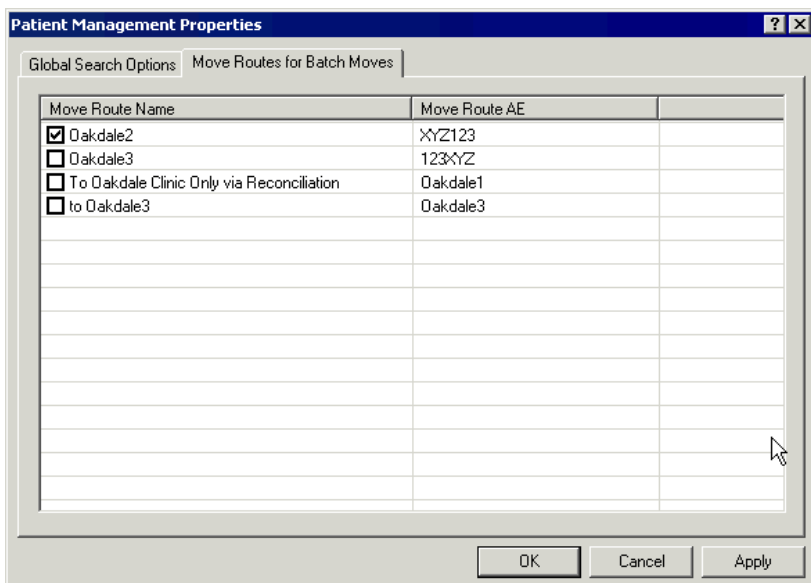 Patient Management Properties
Global Search Options Move Routes for Batch Moves
Move Route Name Move Route AE
Oakdale2 XYZ123
Oakdale3 123XYZ
To Oakdale Clinic Only via Reconciliation Oakdale1
to Oakdale3 Oakdale3
OK Cancel Apply